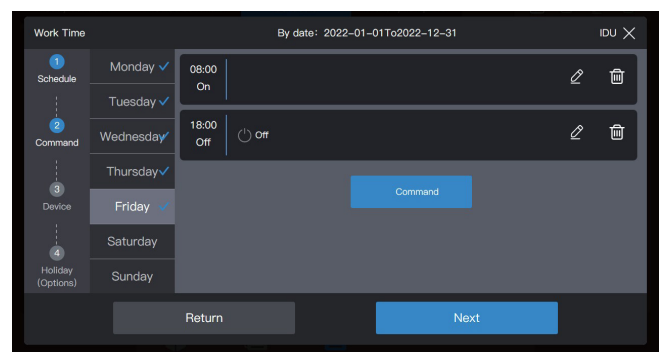 Work Time
By date: 2022-01-01To2022-12-31
IDU
1
Schedule
2
Command
3
Device
4
Holiday
(Options)
Monday
Tuesday
Wednesday
Thursday
Friday
Saturday
Sunday
08:00
On
18:00
Off
Off
Command
Return
Next